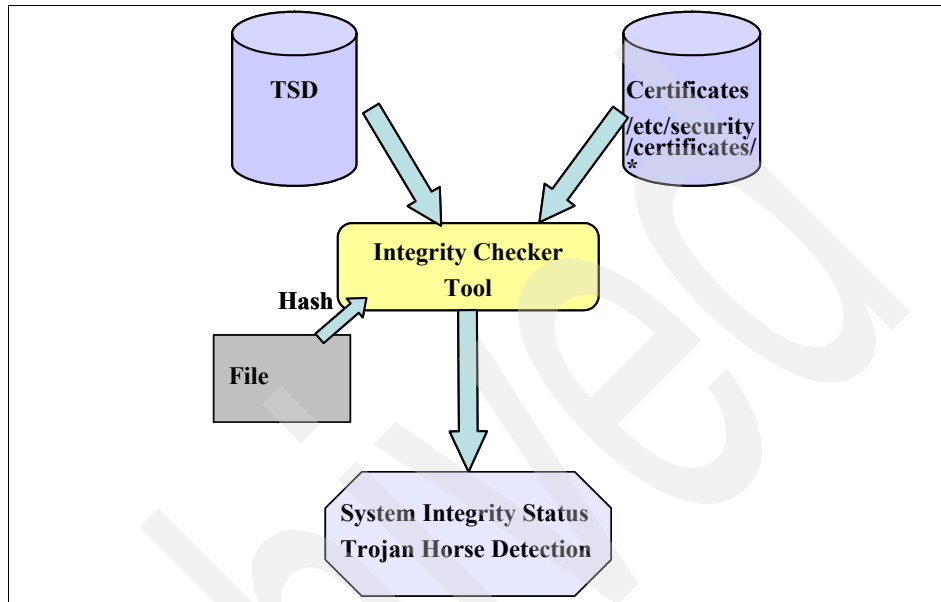 TSD
Certificates
/etc/security
/certificates/
*
Integrity Checker
Tool
Hash
File
System Integrity Status
Trojan Horse Detection